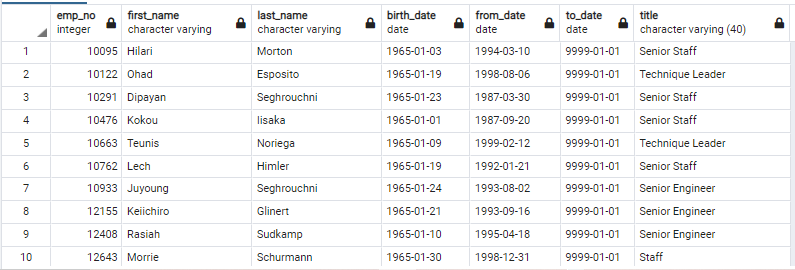 emp_no first_name last_name birth_date from_date to_date title
integer character varying character varying date date date character varying (40)
1 10095 Hilari Morton 1965-01-03 1994-03-10 9999-01-01 Senior Staff
2 10122 Ohad Esposito 1965-01-19 1998-08-06 9999-01-01 Technique Leader
3 10291 Dipayan Seghrouchni 1965-01-23 1987-03-30 9999-01-01 Senior Staff
4 10476 Kokou Iisaka 1965-01-01 1987-09-20 9999-01-01 Senior Staff
5 10663 Teunis Noriega 1965-01-09 1999-02-12 9999-01-01 Technique Leader
6 10762 Lech Himler 1965-01-19 1992-01-21 9999-01-01 Senior Staff
7 10933 Juyoung Seghrouchni 1965-01-24 1993-08-02 9999-01-01 Senior Engineer
8 12155 Keiichiro Glinert 1965-01-21 1993-09-16 9999-01-01 Senior Engineer
9 12408 Rasiah Sudkamp 1965-01-10 1995-04-18 9999-01-01 Senior Engineer
10 12643 Morrie Schurmann 1965-01-30 1998-12-31 9999-01-01 Staff